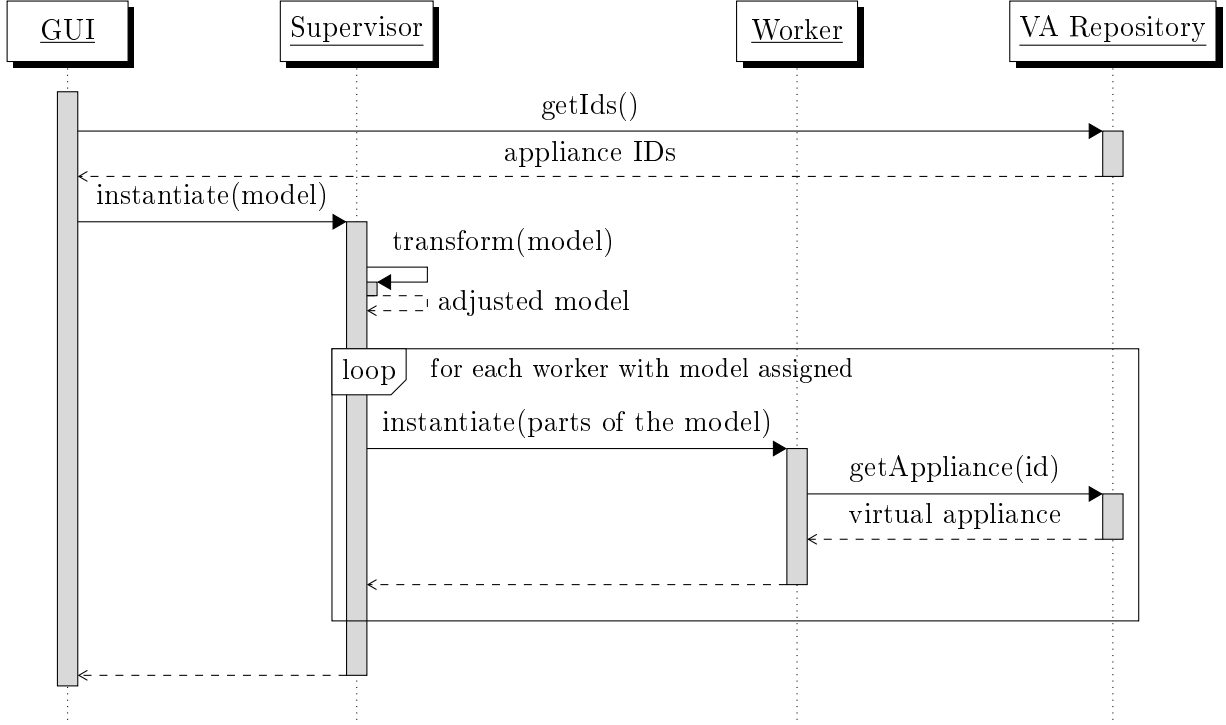 GUI
Supervisor
Worker
VA Repository
getIds()
appliance IDs
instantiate(model)
transform(model)
adjusted model
loop
for each worker with model assigned
instantiate(parts of the model)
getAppliance(id)
virtual appliance